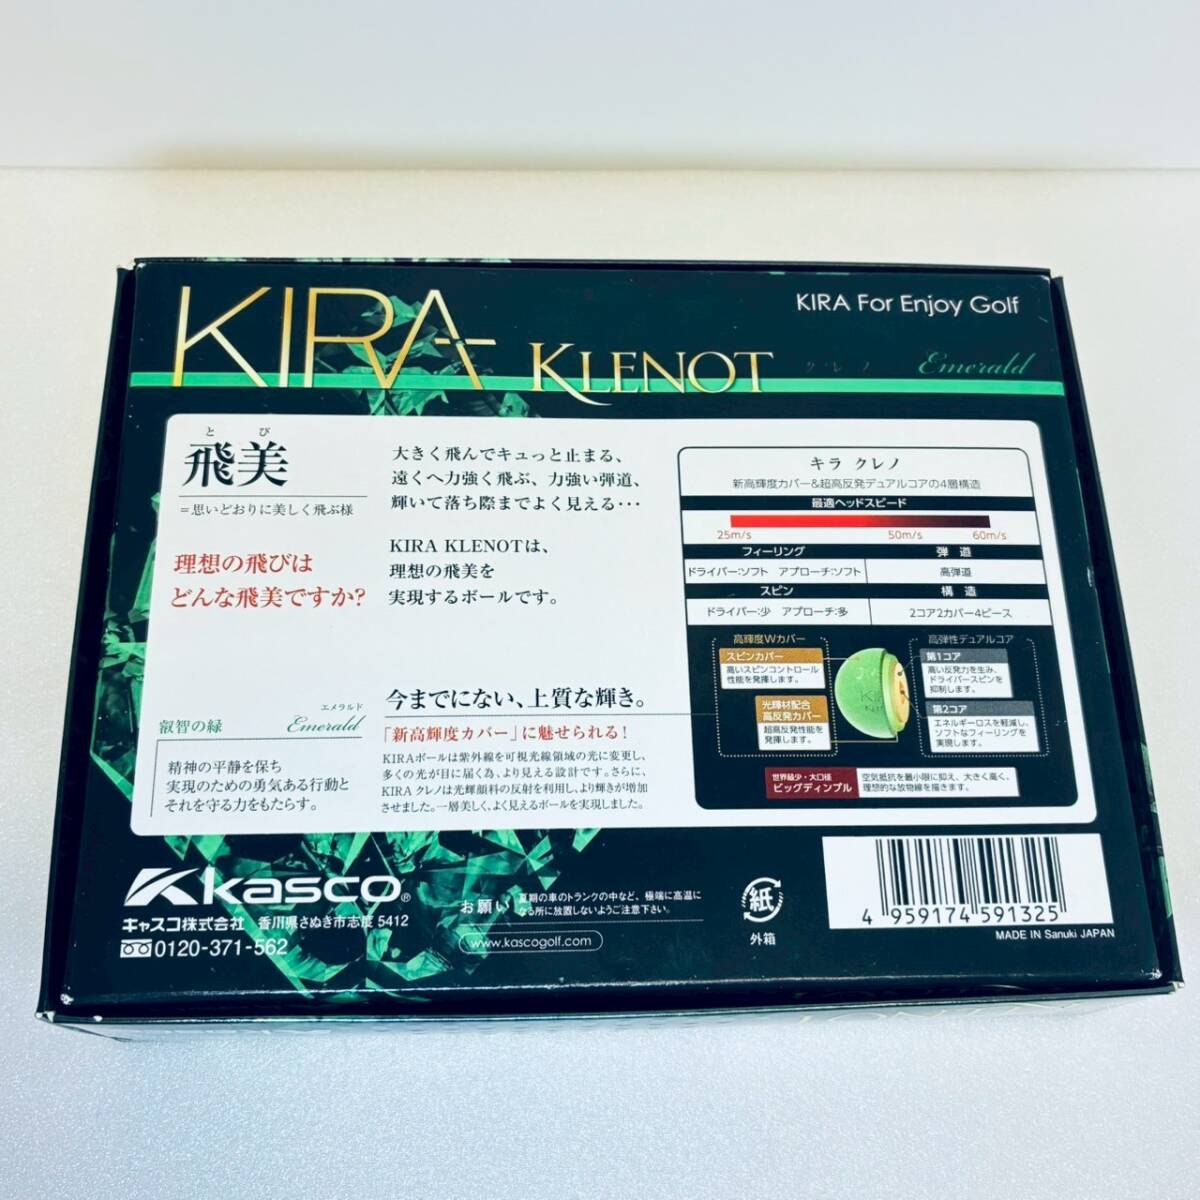 KIRA KLENOT クレノ
KIRA For Enjoy Golf
Emerald
とび
飛美
=思いどおりに美しく飛ぶ様
理想の飛びは
どんな飛美ですか?
大きく飛んでキュっと止まる、
遠くへ力強く飛ぶ、力強い弾道、
輝いて落ち際までよく見える・・・
KIRA KLENOTは、
理想の飛美を
実現するボールです。
エメラルド
叡智の緑 Emerald
精神の平静を保ち
実現のための勇気ある行動と
それを守る力をもたらす。
今までにない、上質な輝き。
「新高輝度カバー」に魅せられる!
KIRAボールは紫外線を可視光線領域の光に変更し、
多くの光が目に届く為、より見える設計です。さらに、
KIRA クレノは光輝顔料の反射を利用し、より輝きが増加
させました。一層美しく、よく見えるボールを実現しました。
キラ クレノ
新高輝度カバー&超高反発デュアルコアの4層構造
最適ヘッドスピード
25m/s 50m/s 60m/s
フィーリング 弾道
ドライバー:ソフト アプローチ:ソフト 高弾道
スピン 構造
ドライバー:少 アプローチ:多 2コア2カバー4ピース
高輝度Wカバー
スピンカバー
高いスピンコントロール
性能を発揮します。
光輝材配合
高反発カバー
超高反発性能を
発揮します。
KIRA
KLENOT
高弾性デュアルコア
第1コア
高い反発力を生み、
ドライバースピンを
抑制します。
第2コア
エネルギーロスを軽減し、
ソフトなフィーリングを
実現します。
世界最少・大口径
ビッグディンプル
空気抵抗を最小限に抑え、大きく高く、
理想的な放物線を描きます。
Kasco®
キャスコ株式会社 香川県さぬき市志度 5412
0120-371-562
お願い
夏期の車のトランクの中など、極端に高温に
なる所に放置しないようご注意下さい。
www.kascogolf.com
紙
外箱
4 959174 591325
MADE IN Sanuki JAPAN